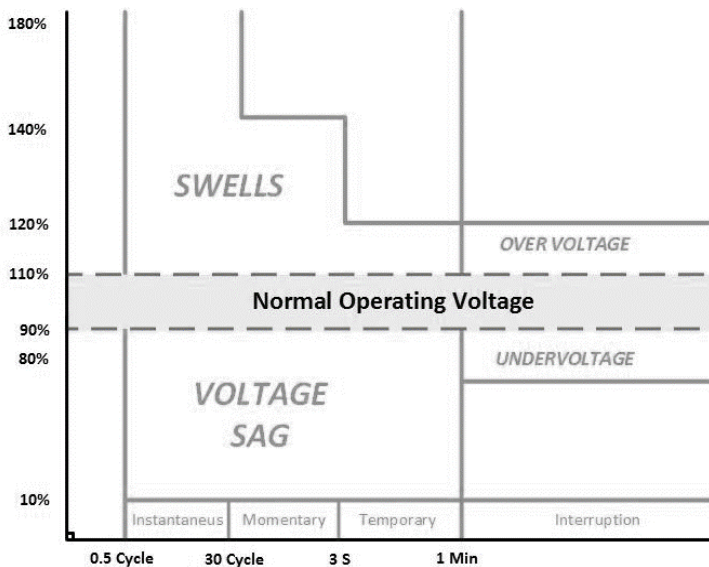 180%
140%
SWELLS
120%
OVER VOLTAGE
110%
Normal Operating Voltage
90%
80%
UNDERVOLTAGE
VOLTAGE
SAG
10%
Instantaneus Momentary Temporary Interruption
0.5 Cycle 30 Cycle 3 S 1 Min